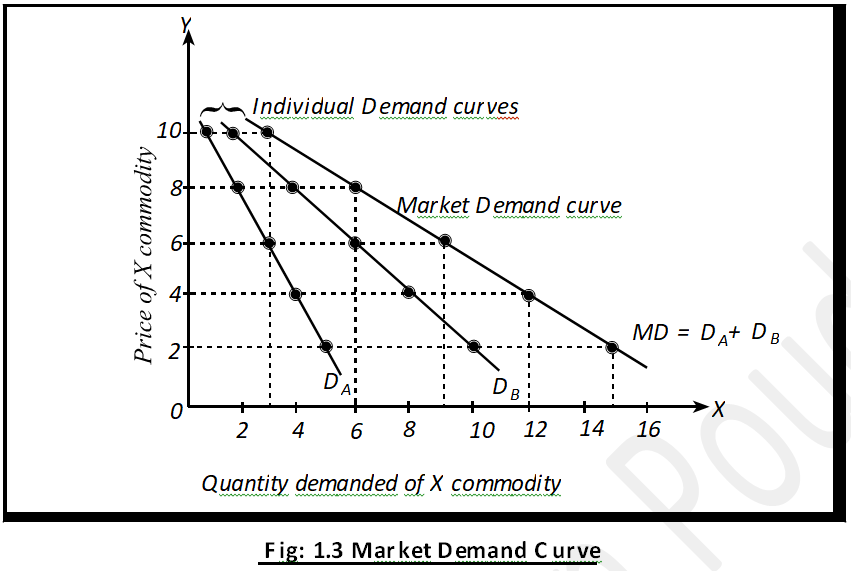 Y
Individual Demand curves
10
8
Market Demand curve
6
4
MD = DA+ DB
2
DA
DB
0
X
2 4 6 8 10 12 14 16
Price of X commodity
Quantity demanded of X commodity
Fig: 1.3 Market Demand Curve